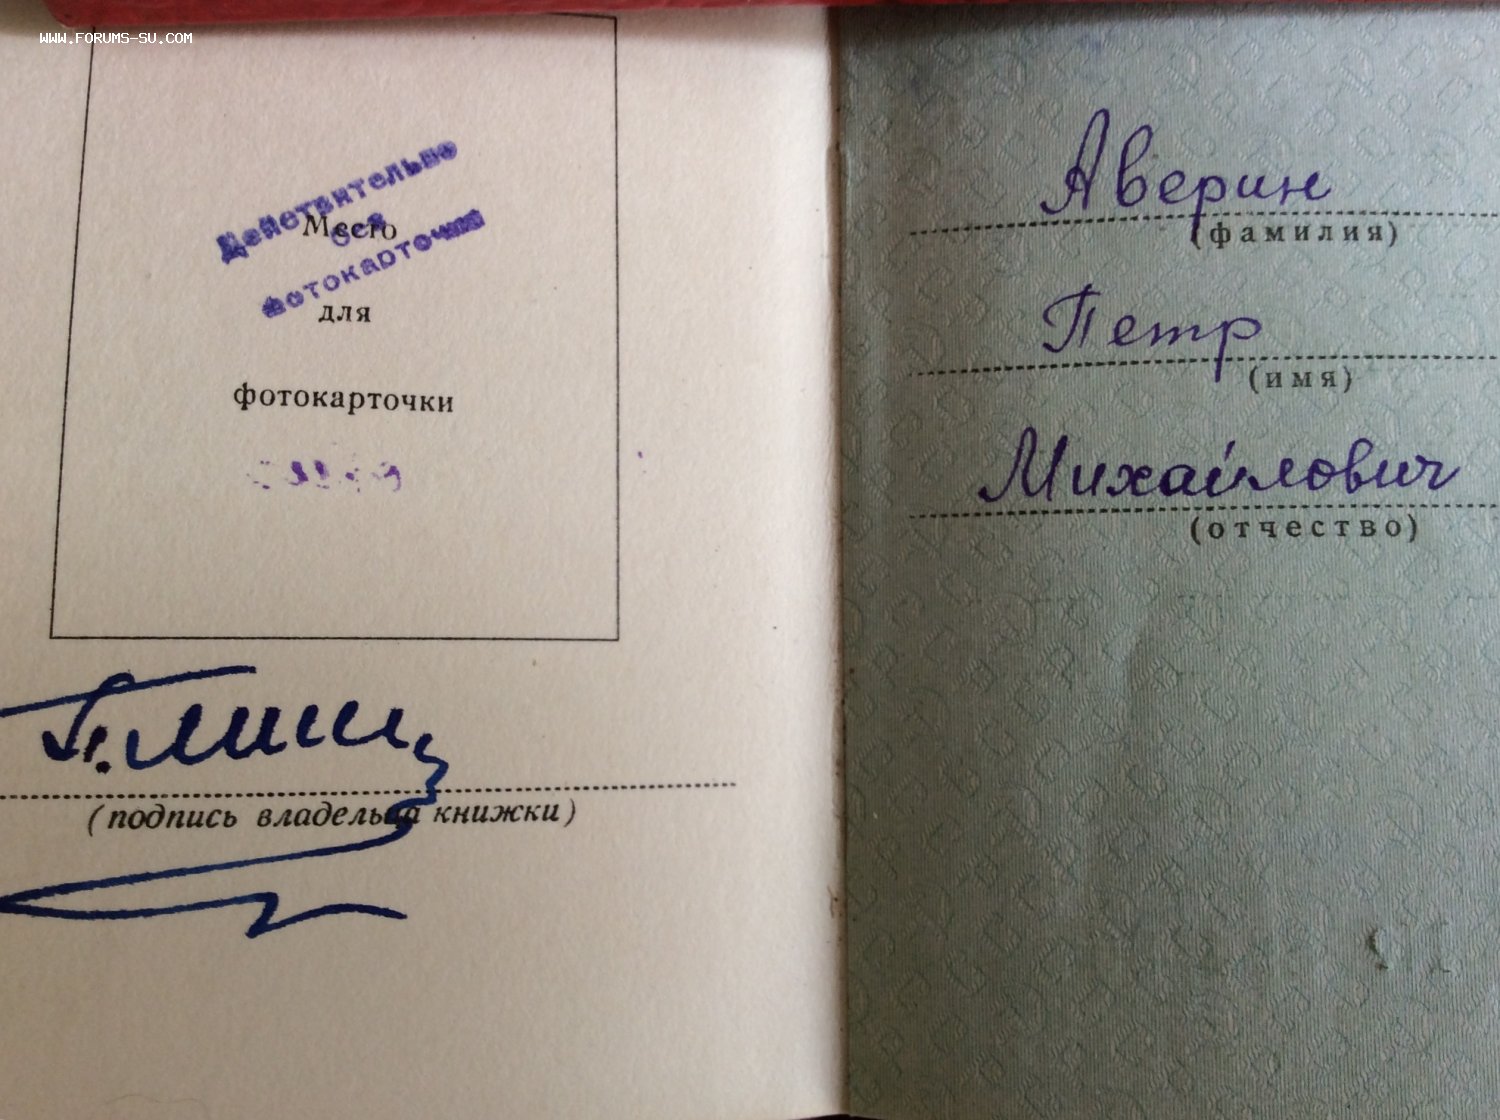 WWW.FORUMS-SU.COM
Действительно
без
фотокарточки
Место
для
фотокарточки
(подпись владельца книжки)
Аверин
(фамилия)
Петр
(имя)
Михайлович
(отчество)